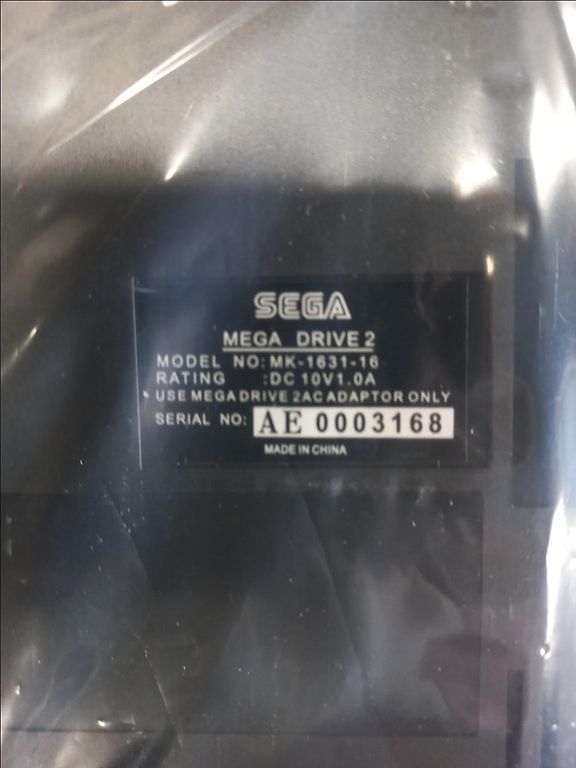 SEGA
MEGA DRIVE 2
MODEL NO: MK-1631-16
RATING :DC 10V1.0A
USE MEGA DRIVE 2AC ADAPTOR ONLY
SERIAL NO: AE 0003168
MADE IN CHINA